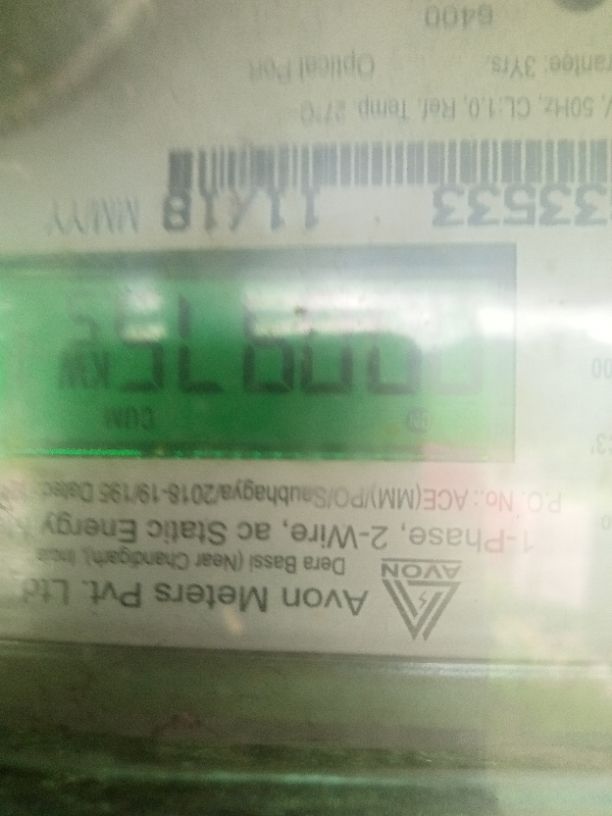 AVON
Avon Meters Pvt. Ltd
Dera Bassi (Near Chandigarh), India
1-Phase, 2-Wire, ac Static Energy
P.O. No.: ACE(MM)/PO/Saubhagya/2018-19/195 Dated
CUM
KW
33533 11/18 MM/YY
50Hz, CL:1.0, Ref. Temp. 27°C
rantee: 3Yrs. Optical Port
6400